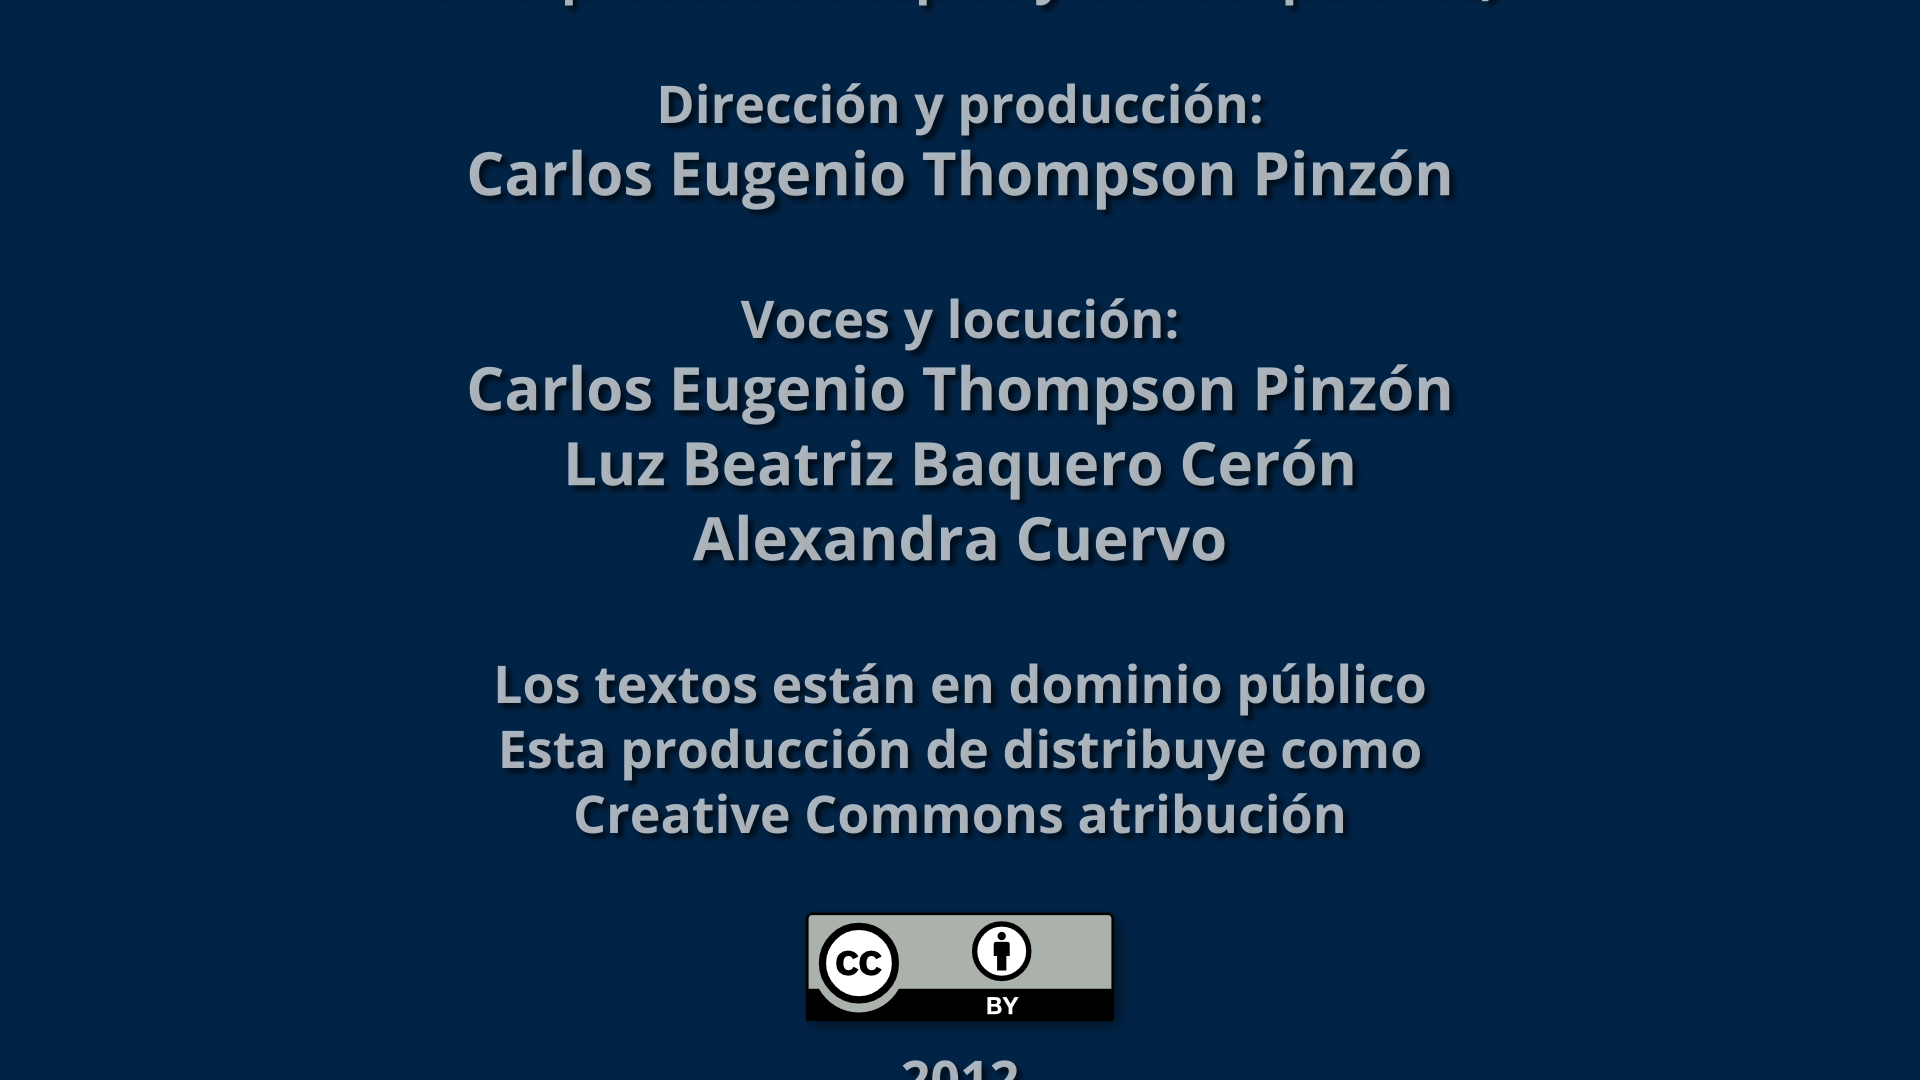 Dirección y producción:
Carlos Eugenio Thompson Pinzón
Voces y locución:
Carlos Eugenio Thompson Pinzón
Luz Beatriz Baquero Cerón
Alexandra Cuervo
Los textos están en dominio público
Esta producción de distribuye como
Creative Commons atribución
CC
BY
2012